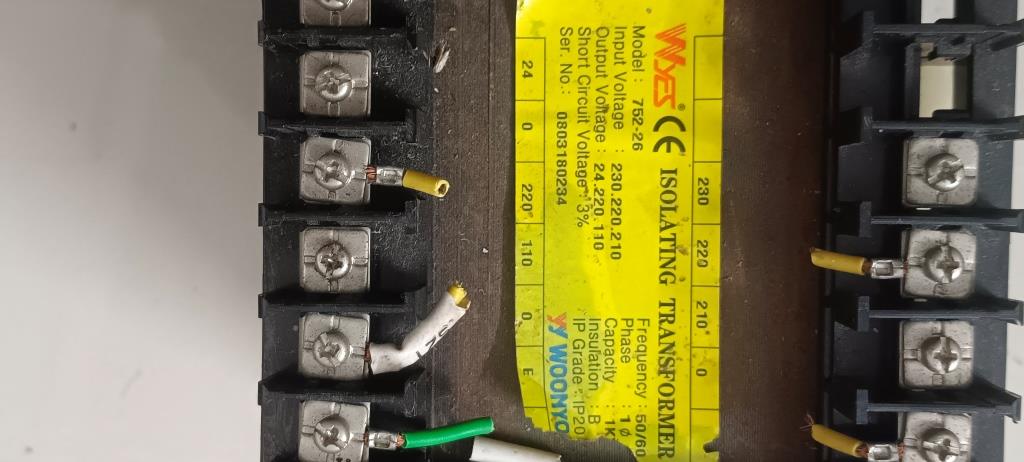 WYES ® CE ISOLATING TRANSFORMER
Model : 752-26
Input Voltage : 230.220.210
Output Voltage : 24.220.110
Short Circuit Voltage : 3%
Ser. No.: 0803180234
Frequency : 50/60
Phase : 1 Ø
Capacity : 1K
Insulation : B
IP Grade : IP20
WOONYO
230 220 210 0
24 0 220 110 0 E